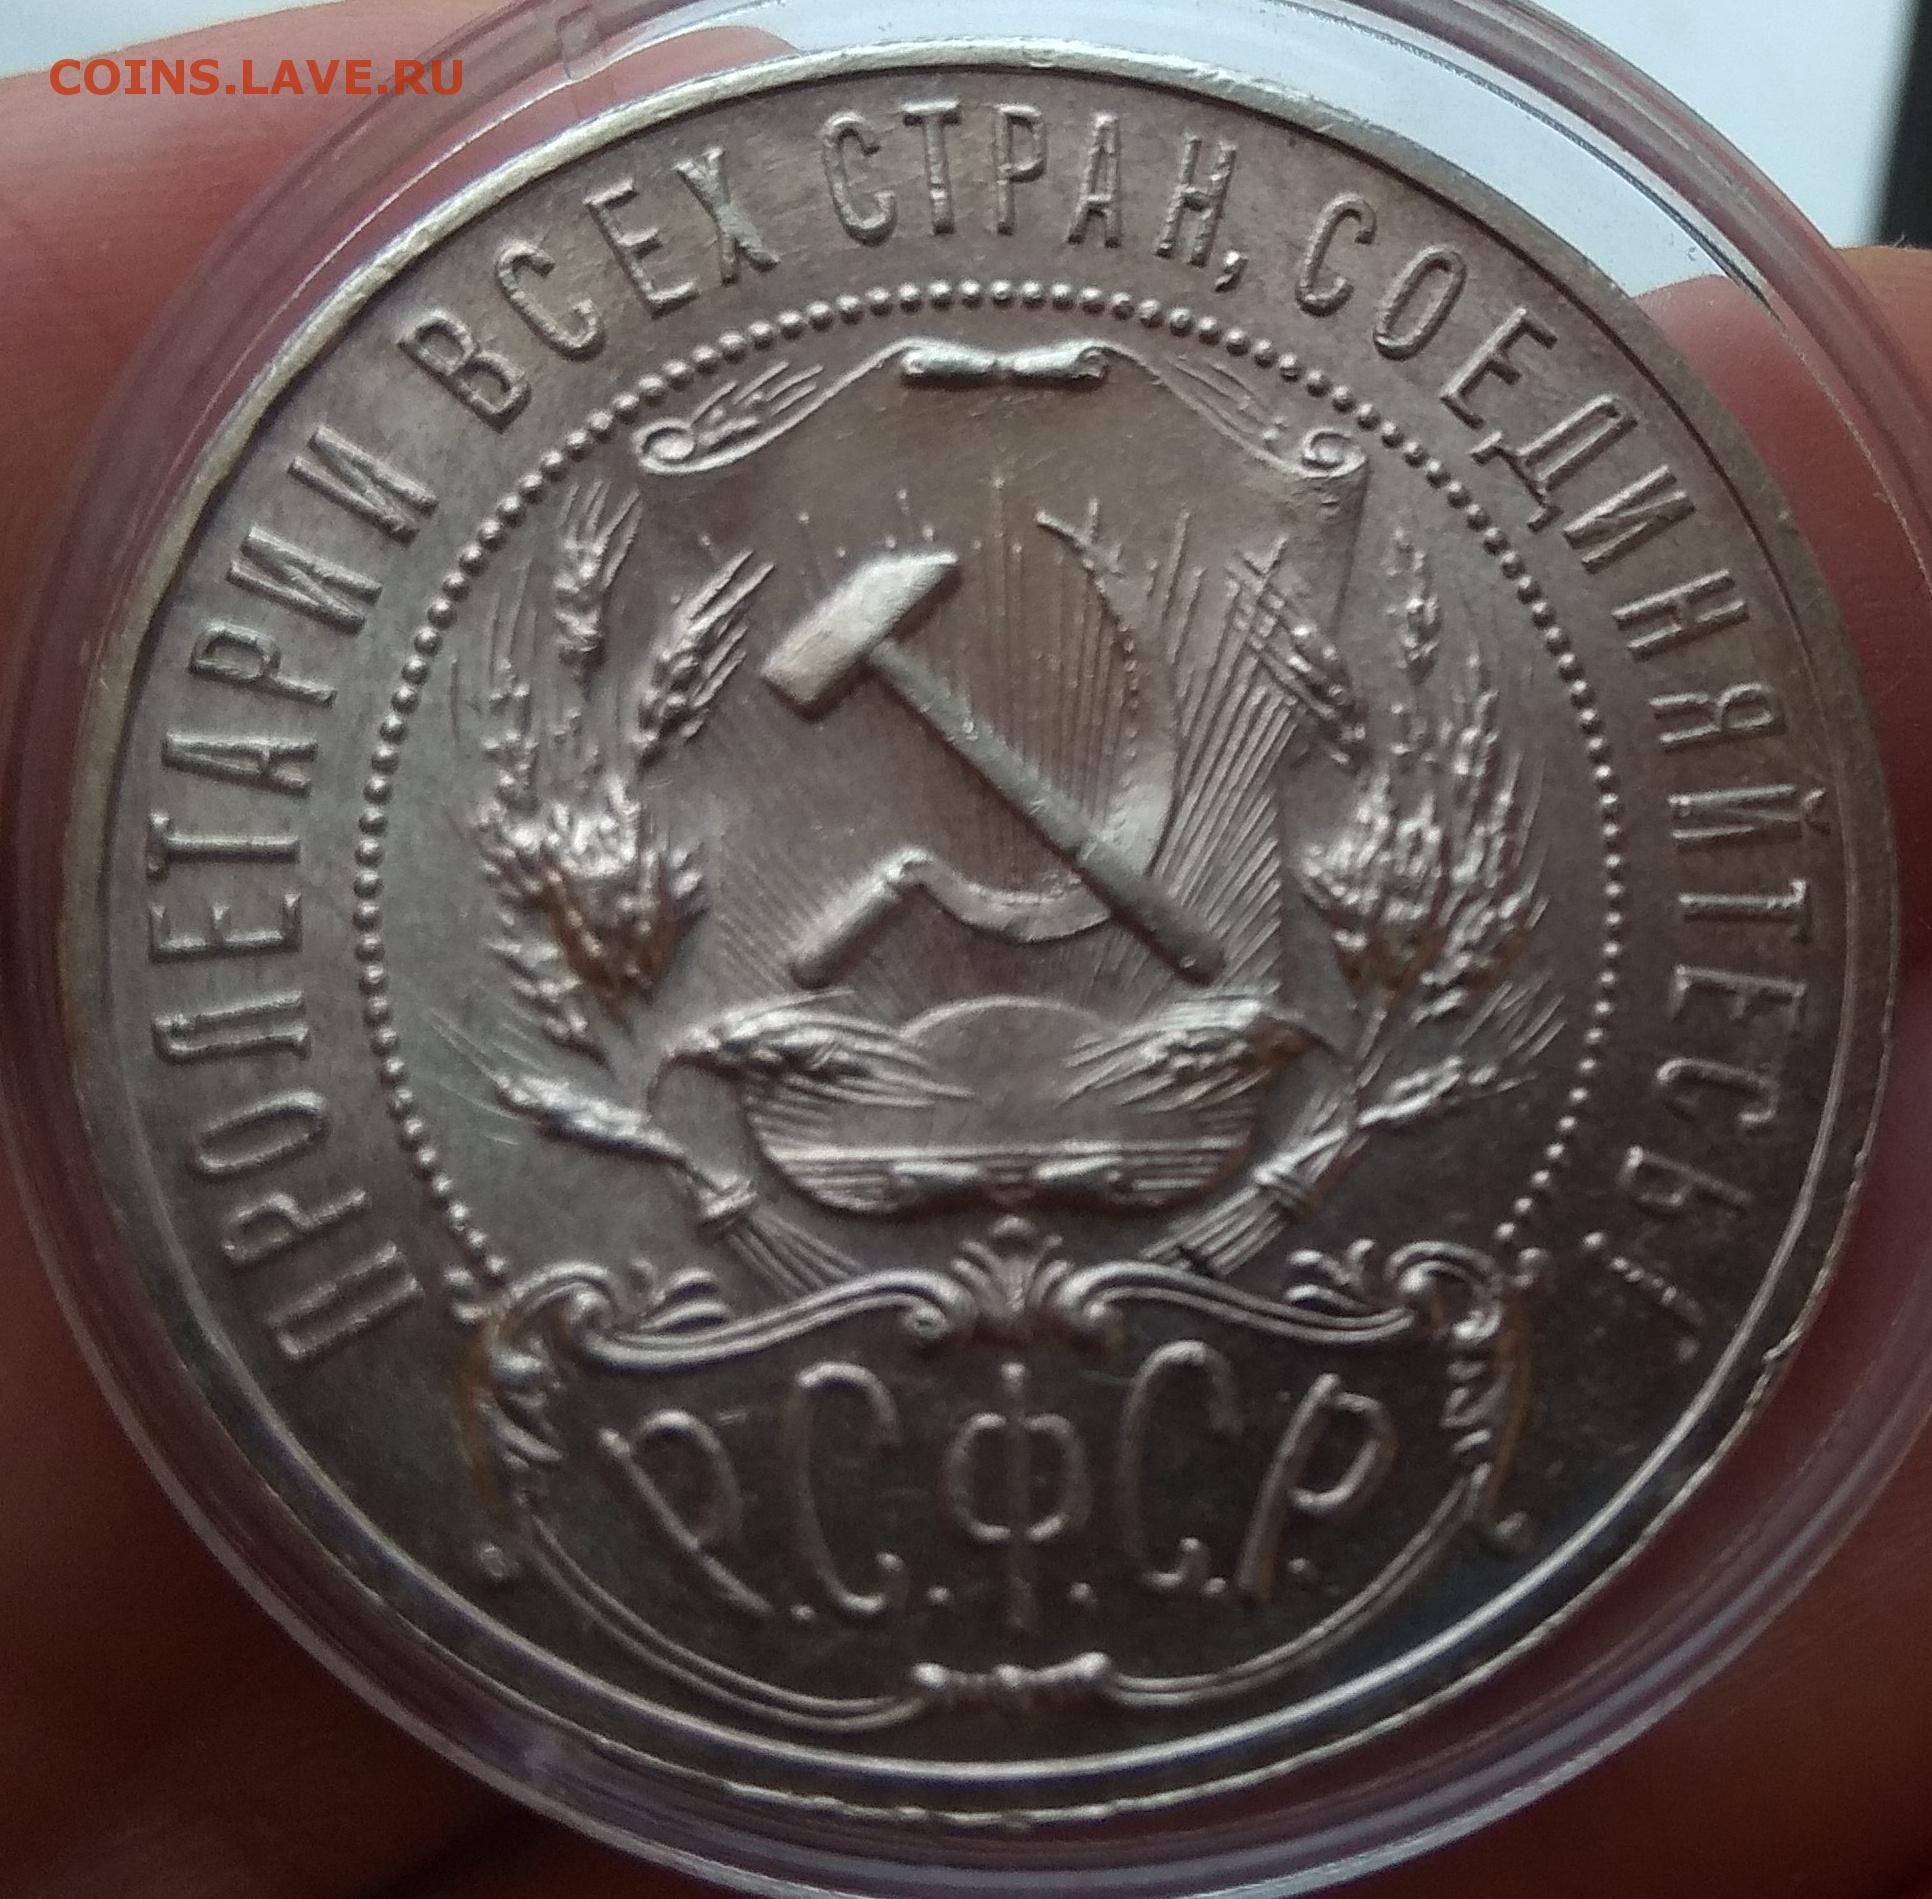 COINS.LAVE.RU
ПРОЛЕТАРИИ ВСЕХ СТРАН, СОЕДИНЯЙТЕСЬ!
Р.С.Ф.С.Р.